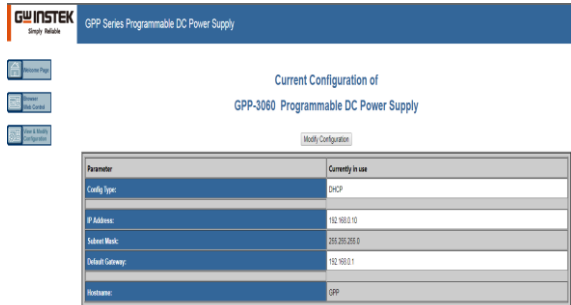 GW INSTEK
Simply Reliable
GPP Series Programmable DC Power Supply
Welcome Page
Browser
Web Control
View & Modify
Configuration
Current Configuration of
GPP-3060 Programmable DC Power Supply
Modify Configuration
Parameter Currently in use
Config Type: DHCP
IP Address: 192.168.0.10
Subnet Mask: 255.255.255.0
Default Gateway: 192.168.0.1
Hostname: GPP